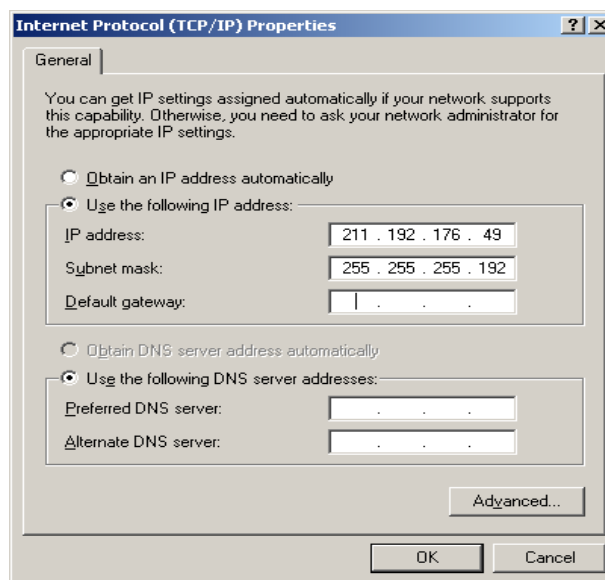 Internet Protocol (TCP/IP) Properties
General
You can get IP settings assigned automatically if your network supports
this capability. Otherwise, you need to ask your network administrator for
the appropriate IP settings.
Obtain an IP address automatically
Use the following IP address:
IP address: 211 . 192 . 176 . 49
Subnet mask: 255 . 255 . 255 . 192
Default gateway: . . .
Obtain DNS server address automatically
Use the following DNS server addresses:
Preferred DNS server: . . .
Alternate DNS server: . . .
Advanced...
OK Cancel